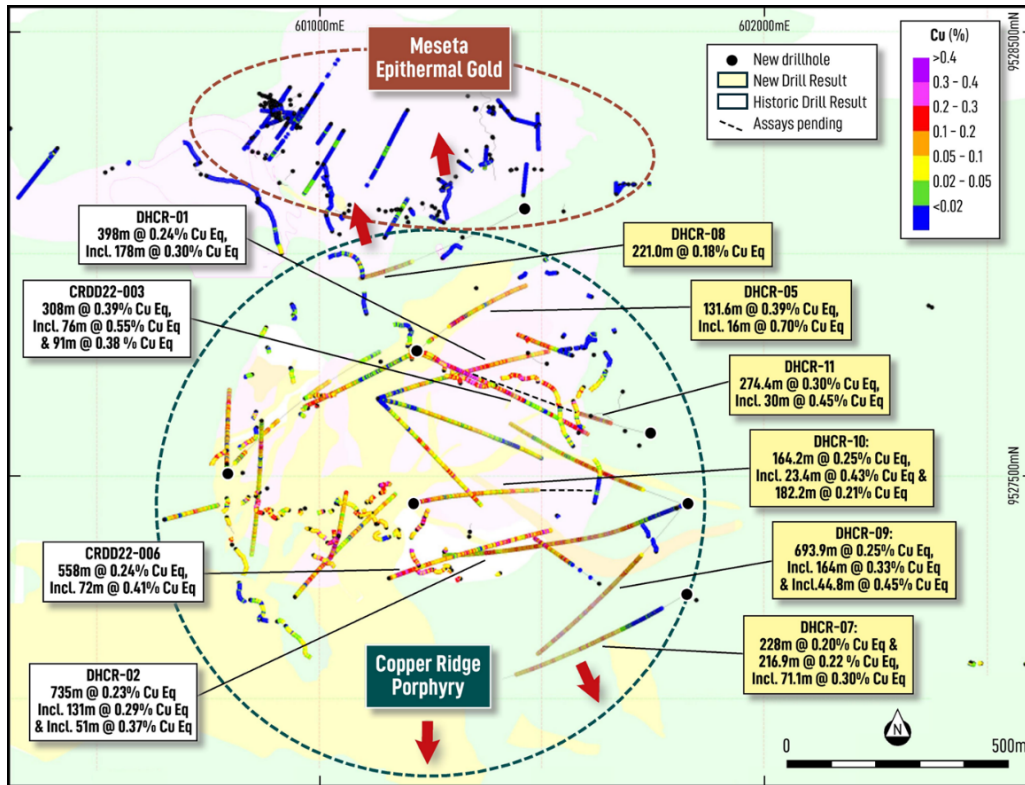 601000mE
602000mE
9528500mN
Meseta
Epithermal Gold
New drillhole
New Drill Result
Historic Drill Result
Assays pending
Cu (%)
>0.4
0.3 - 0.4
0.2 - 0.3
0.1 - 0.2
0.05 - 0.1
0.02 - 0.05
<0.02
DHCR-01
398m @ 0.24% Cu Eq,
Incl. 178m @ 0.30% Cu Eq
DHCR-08
221.0m @ 0.18% Cu Eq
CRDD22-003
308m @ 0.39% Cu Eq,
Incl. 76m @ 0.55% Cu Eq
& 91m @ 0.38 % Cu Eq
DHCR-05
131.6m @ 0.39% Cu Eq,
Incl. 16m @ 0.70% Cu Eq
DHCR-11
274.4m @ 0.30% Cu Eq,
Incl. 30m @ 0.45% Cu Eq
DHCR-10:
164.2m @ 0.25% Cu Eq,
Incl. 23.4m @ 0.43% Cu Eq &
182.2m @ 0.21% Cu Eq
9527500mN
CRDD22-006
558m @ 0.24% Cu Eq,
Incl. 72m @ 0.41% Cu Eq
DHCR-09:
693.9m @ 0.25% Cu Eq,
Incl. 164m @ 0.33% Cu Eq
& Incl.44.8m @ 0.45% Cu Eq
DHCR-07:
228m @ 0.20% Cu Eq &
216.9m @ 0.22 % Cu Eq,
Incl. 71.1m @ 0.30% Cu Eq
DHCR-02
735m @ 0.23% Cu Eq
Incl. 131m @ 0.29% Cu Eq
& Incl. 51m @ 0.37% Cu Eq
Copper Ridge
Porphyry
N
0
500m